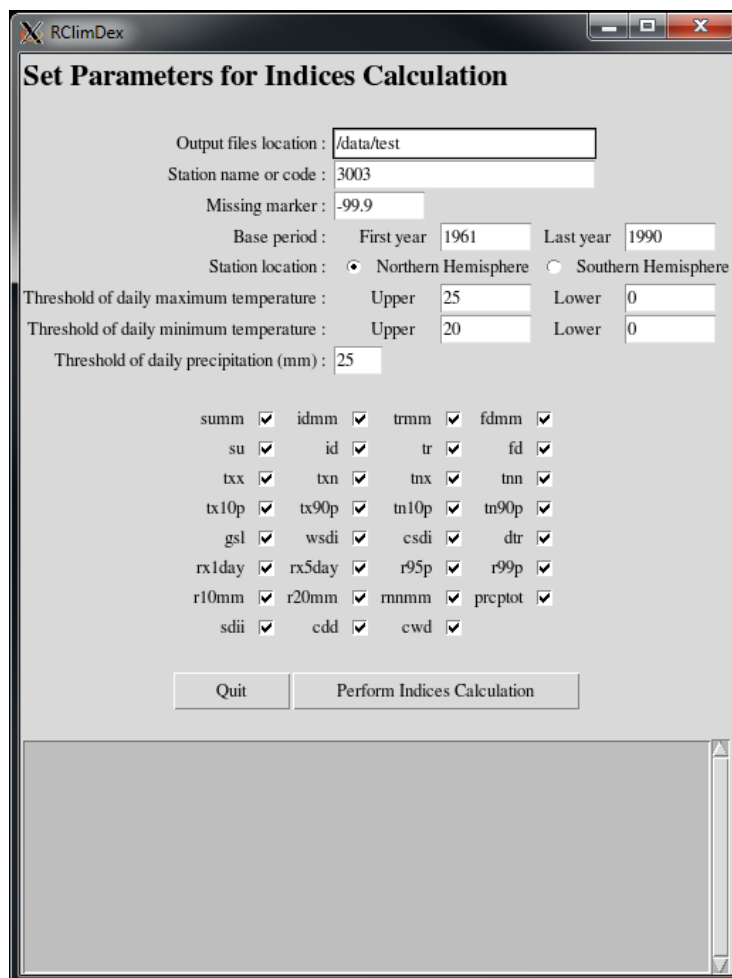 RClimDex
Set Parameters for Indices Calculation
Output files location : /data/test
Station name or code : 3003
Missing marker : -99.9
Base period : First year 1961 Last year 1990
Station location : Northern Hemisphere Southern Hemisphere
Threshold of daily maximum temperature : Upper 25 Lower 0
Threshold of daily minimum temperature : Upper 20 Lower 0
Threshold of daily precipitation (mm) : 25
summ idmm trmm fdmm
su id tr fd
txx txn tnx tnn
tx10p tx90p tn10p tn90p
gsl wsdi csdi dtr
rx1day rx5day r95p r99p
r10mm r20mm rnnmm prcptot
sdii cdd cwd
Quit Perform Indices Calculation